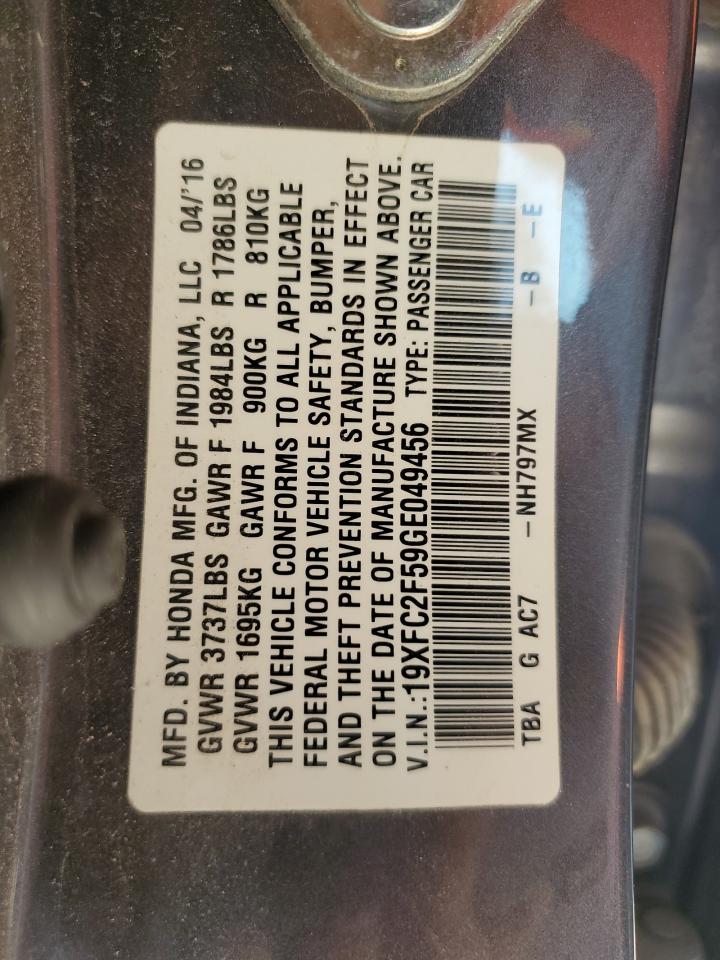 MFD. BY HONDA MFG. OF INDIANA, LLC 04/'16
GVWR 3737LBS GAWR F 1984LBS R 1786LBS
GVWR 1695KG GAWR F 900KG R 810KG
THIS VEHICLE CONFORMS TO ALL APPLICABLE
FEDERAL MOTOR VEHICLE SAFETY, BUMPER,
AND THEFT PREVENTION STANDARDS IN EFFECT
ON THE DATE OF MANUFACTURE SHOWN ABOVE.
V.I.N.:19XFC2F59GE049456 TYPE: PASSENGER CAR
TBA G AC7 -NH797MX -B -E